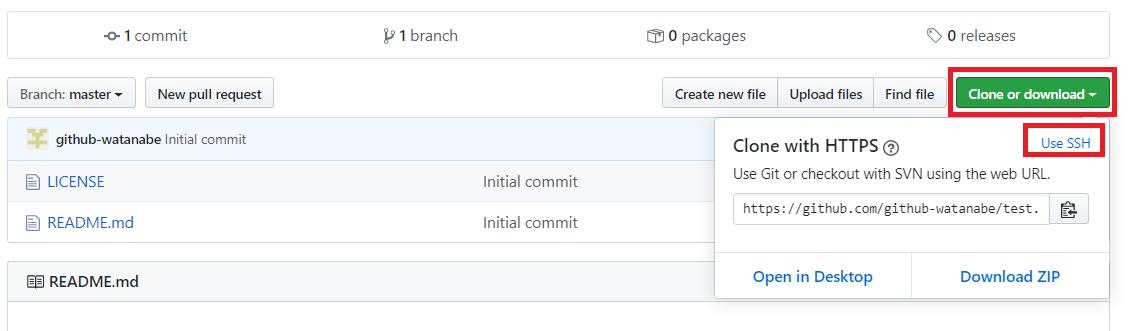 1 commit
1 branch
0 packages
0 releases
Branch: master
New pull request
Create new file
Upload files
Find file
Clone or download
github-watanabe Initial commit
LICENSE
Initial commit
README.md
Initial commit
Clone with HTTPS
Use SSH
Use Git or checkout with SVN using the web URL.
https://github.com/github-watanabe/test.
Open in Desktop
Download ZIP
README.md